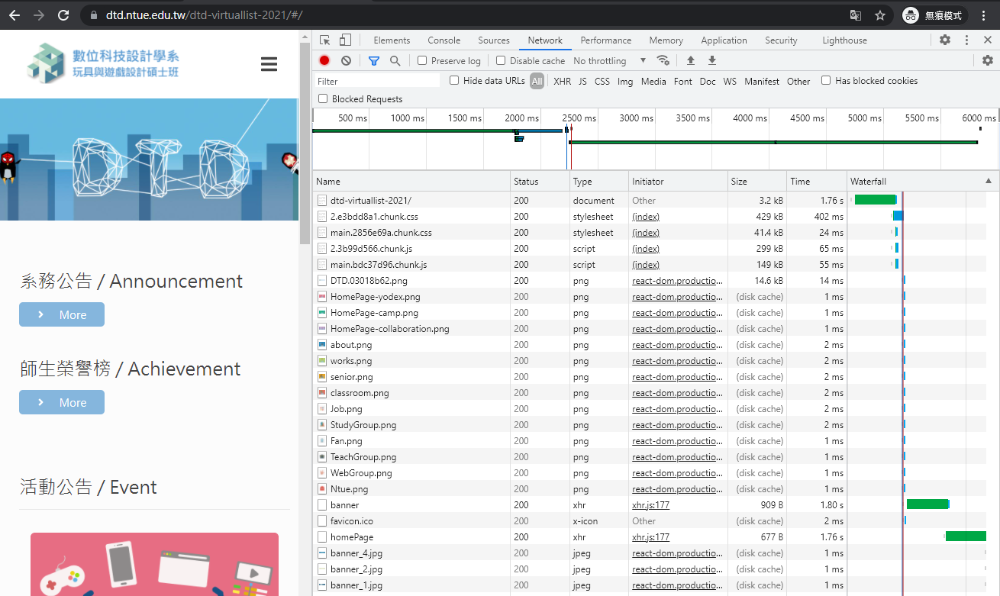 dtd.ntue.edu.tw/dtd-virtuallist-2021/#/
無痕模式
數位科技設計學系
玩具與遊戲設計碩士班
DTD
系務公告 / Announcement
More
師生榮譽榜 / Achievement
More
活動公告 / Event
Elements Console Sources Network Performance Memory Application Security Lighthouse
Preserve log Disable cache No throttling
Filter Hide data URLs All XHR JS CSS Img Media Font Doc WS Manifest Other Has blocked cookies
Blocked Requests
500 ms 1000 ms 1500 ms 2000 ms 2500 ms 3000 ms 3500 ms 4000 ms 4500 ms 5000 ms 5500 ms 6000 ms
Name Status Type Initiator Size Time Waterfall
dtd-virtuallist-2021/ 200 document Other 3.2 kB 1.76 s
2.e3bdd8a1.chunk.css 200 stylesheet (index) 429 kB 402 ms
main.2856e69a.chunk.css 200 stylesheet (index) 41.4 kB 24 ms
2.3b99d566.chunk.js 200 script (index) 299 kB 65 ms
main.bdc37d96.chunk.js 200 script (index) 149 kB 55 ms
DTD.03018b62.png 200 png react-dom.productio... 14.6 kB 14 ms
HomePage-yodex.png 200 png react-dom.productio... (disk cache) 1 ms
HomePage-camp.png 200 png react-dom.productio... (disk cache) 1 ms
HomePage-collaboration.png 200 png react-dom.productio... (disk cache) 1 ms
about.png 200 png react-dom.productio... (disk cache) 2 ms
works.png 200 png react-dom.productio... (disk cache) 2 ms
senior.png 200 png react-dom.productio... (disk cache) 2 ms
classroom.png 200 png react-dom.productio... (disk cache) 2 ms
Job.png 200 png react-dom.productio... (disk cache) 2 ms
StudyGroup.png 200 png react-dom.productio... (disk cache) 2 ms
Fan.png 200 png react-dom.productio... (disk cache) 1 ms
TeachGroup.png 200 png react-dom.productio... (disk cache) 1 ms
WebGroup.png 200 png react-dom.productio... (disk cache) 1 ms
Ntue.png 200 png react-dom.productio... (disk cache) 1 ms
banner 200 xhr xhr.js:177 909 B 1.80 s
favicon.ico 200 x-icon Other (disk cache) 2 ms
homePage 200 xhr xhr.js:177 677 B 1.76 s
banner_4.jpg 200 jpeg react-dom.productio... (disk cache) 1 ms
banner_2.jpg 200 jpeg react-dom.productio... (disk cache) 1 ms
banner_1.jpg 200 jpeg react-dom.productio... (disk cache) 1 ms